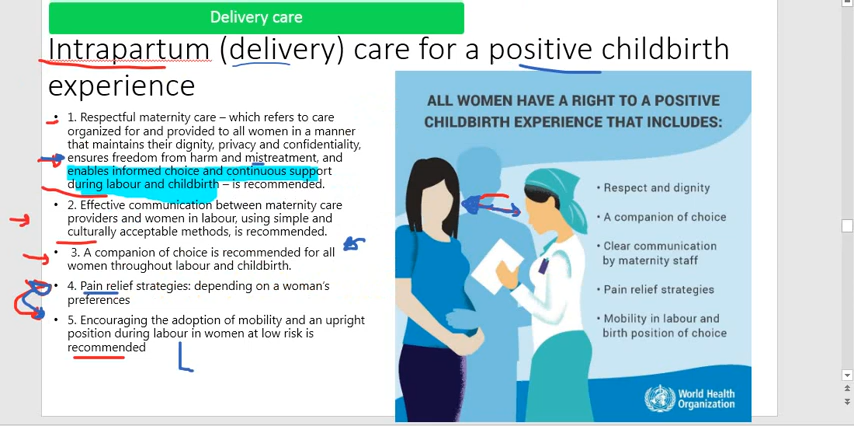 Delivery care
Intrapartum (delivery) care for a positive childbirth
experience
• 1. Respectful maternity care – which refers to care
organized for and provided to all women in a manner
that maintains their dignity, privacy and confidentiality,
ensures freedom from harm and mistreatment, and
enables informed choice and continuous support
during labour and childbirth – is recommended.
• 2. Effective communication between maternity care
providers and women in labour, using simple and
culturally acceptable methods, is recommended.
• 3. A companion of choice is recommended for all
women throughout labour and childbirth.
• 4. Pain relief strategies: depending on a woman's
preferences
• 5. Encouraging the adoption of mobility and an upright
position during labour in women at low risk is
recommended
ALL WOMEN HAVE A RIGHT TO A POSITIVE
CHILDBIRTH EXPERIENCE THAT INCLUDES:
• Respect and dignity
• A companion of choice
• Clear communication
by maternity staff
• Pain relief strategies
• Mobility in labour and
birth position of choice
World Health
Organization